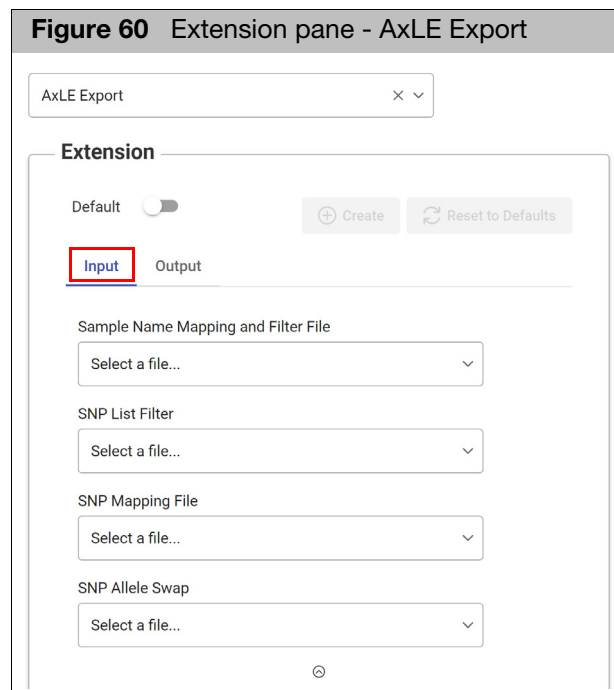 Figure 60 Extension pane - AxLE Export
AxLE Export
Extension
Default
Create
Reset to Defaults
Input
Output
Sample Name Mapping and Filter File
Select a file...
SNP List Filter
Select a file...
SNP Mapping File
Select a file...
SNP Allele Swap
Select a file...